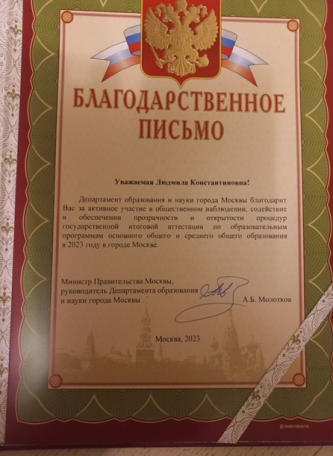 БЛАГОДАРСТВЕННОЕ
ПИСЬМО
Уважаемая Людмила Константиновна!
Департамент образования и науки города Москвы благодарит
Вас за активное участие в общественном наблюдении, содействие
в обеспечении прозрачности и открытости процедур
государственной итоговой аттестации по образовательным
программам основного общего и среднего общего образования
в 2023 году в городе Москве.
Министр Правительства Москвы,
руководитель Департамента образования
и науки города Москвы
А.Б. Молотков
Москва, 2023